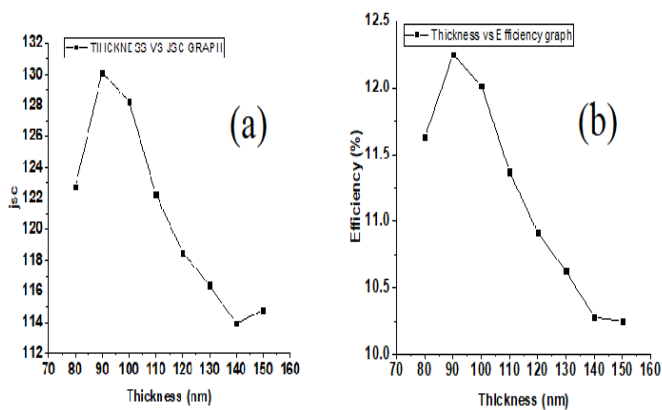 THICKNESS VS JSC GRAPH
(a)
jsc
132
130
128
126
124
122
120
118
116
114
112
70 80 90 100 110 120 130 140 150 160
Thickness (nm)
Thickness vs Efficiency graph
(b)
Efficiency (%)
12.5
12.0
11.5
11.0
10.5
10.0
70 80 90 100 110 120 130 140 150 160
Thickness (nm)